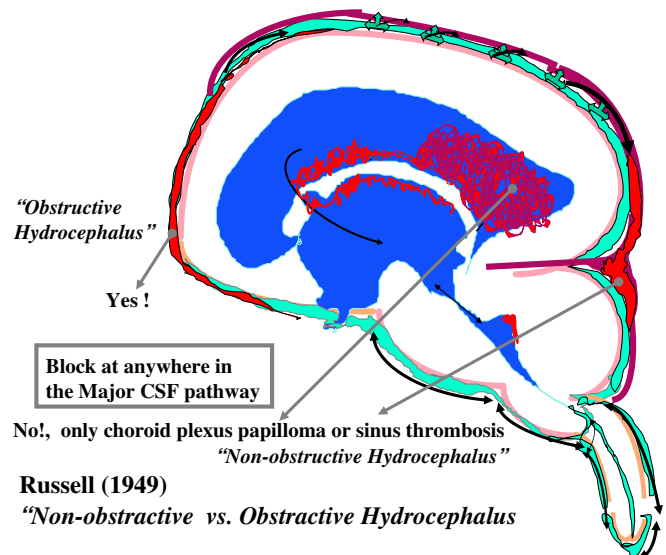 “Obstructive
Hydrocephalus”
Yes !
Block at anywhere in
the Major CSF pathway
No!, only choroid plexus papilloma or sinus thrombosis
“Non-obstructive Hydrocephalus”
Russell (1949)
“Non-obstractive vs. Obstractive Hydrocephalus